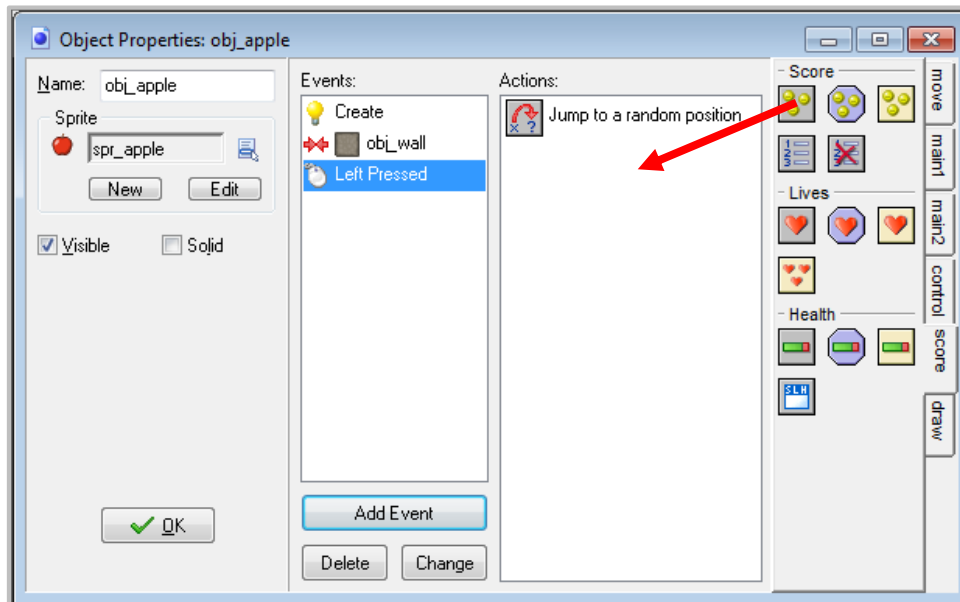 Object Properties: obj_apple
Name: obj_apple
Sprite
spr_apple
New Edit
Visible Solid
OK
Events:
Create
obj_wall
Left Pressed
Add Event
Delete Change
Actions:
Jump to a random position
Score
Lives
Health
SLH
move
main1
main2
control
score
draw